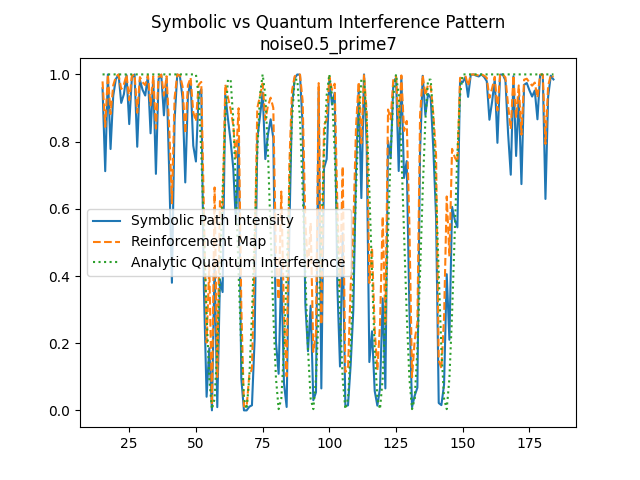 Symbolic vs Quantum Interference Pattern
noise0.5_prime7
1.0
0.8
0.6
0.4
0.2
0.0
Symbolic Path Intensity
Reinforcement Map
Analytic Quantum Interference
25
50
75
100
125
150
175